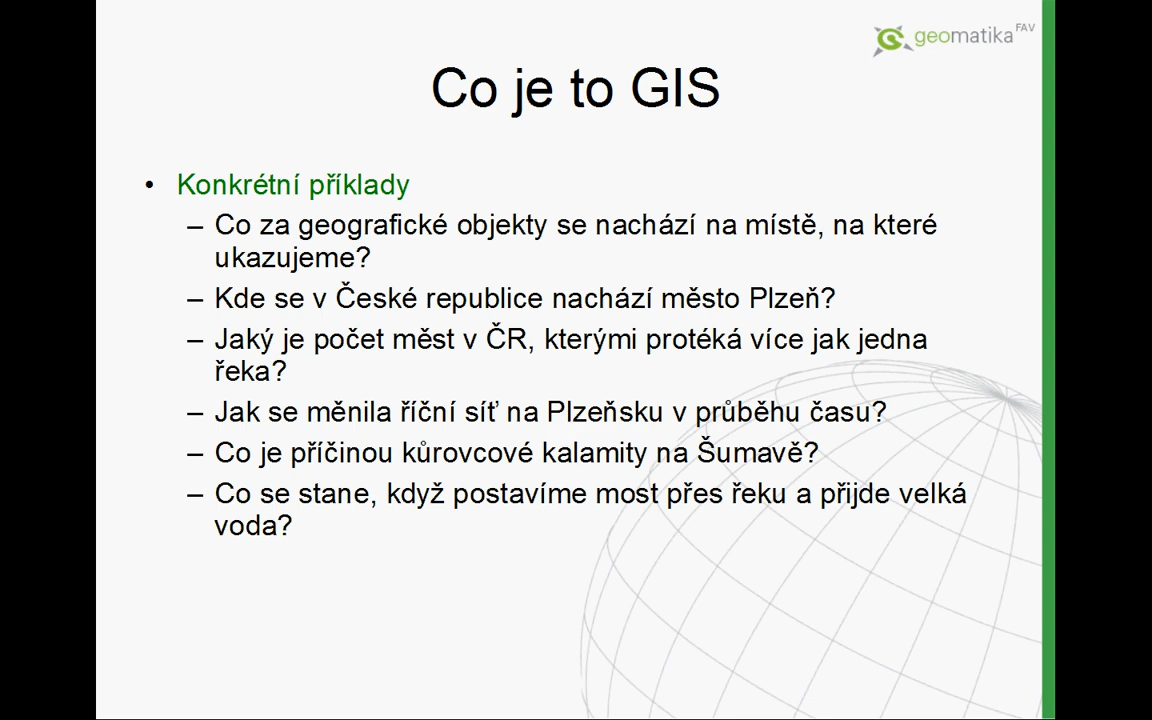 geomatika FAV
Co je to GIS
• Konkrétní příklady
– Co za geografické objekty se nachází na místě, na které
ukazujeme?
– Kde se v České republice nachází město Plzeň?
– Jaký je počet měst v ČR, kterými protéká více jak jedna
řeka?
– Jak se měnila říční síť na Plzeňsku v průběhu času?
– Co je příčinou kůrovcové kalamity na Šumavě?
– Co se stane, když postavíme most přes řeku a přijde velká
voda?